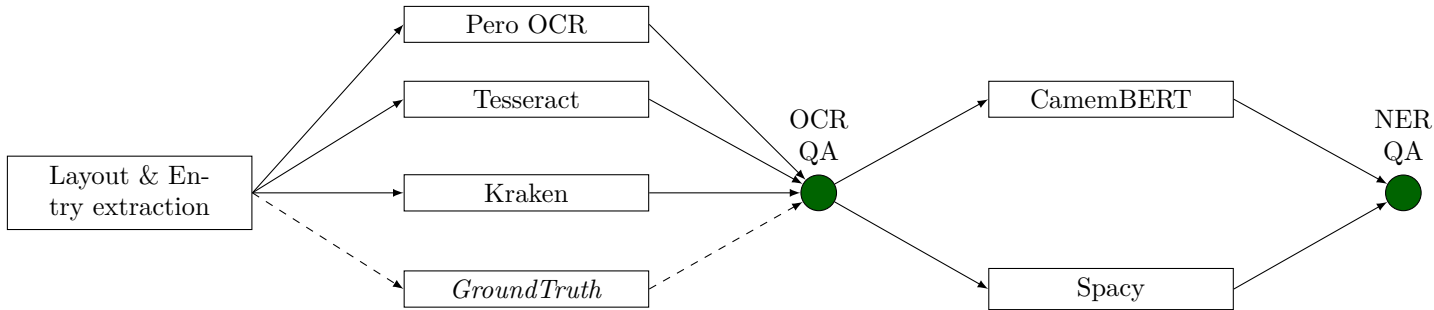 Layout & En-
try extraction
Pero OCR
Tesseract
Kraken
GroundTruth
OCR
QA
CamemBERT
Spacy
NER
QA